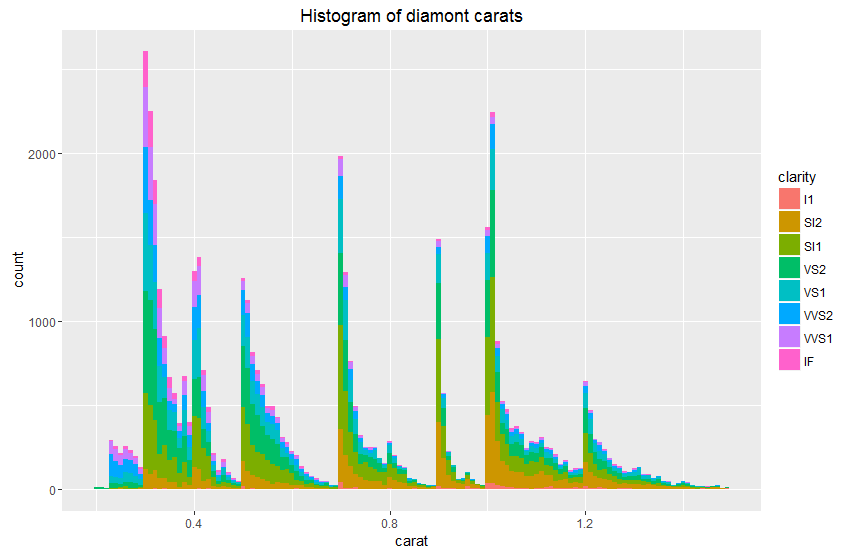 Histogram of diamont carats
count
2000
1000
0
0.4
0.8
1.2
carat
clarity
I1
SI2
SI1
VS2
VS1
VVS2
VVS1
IF